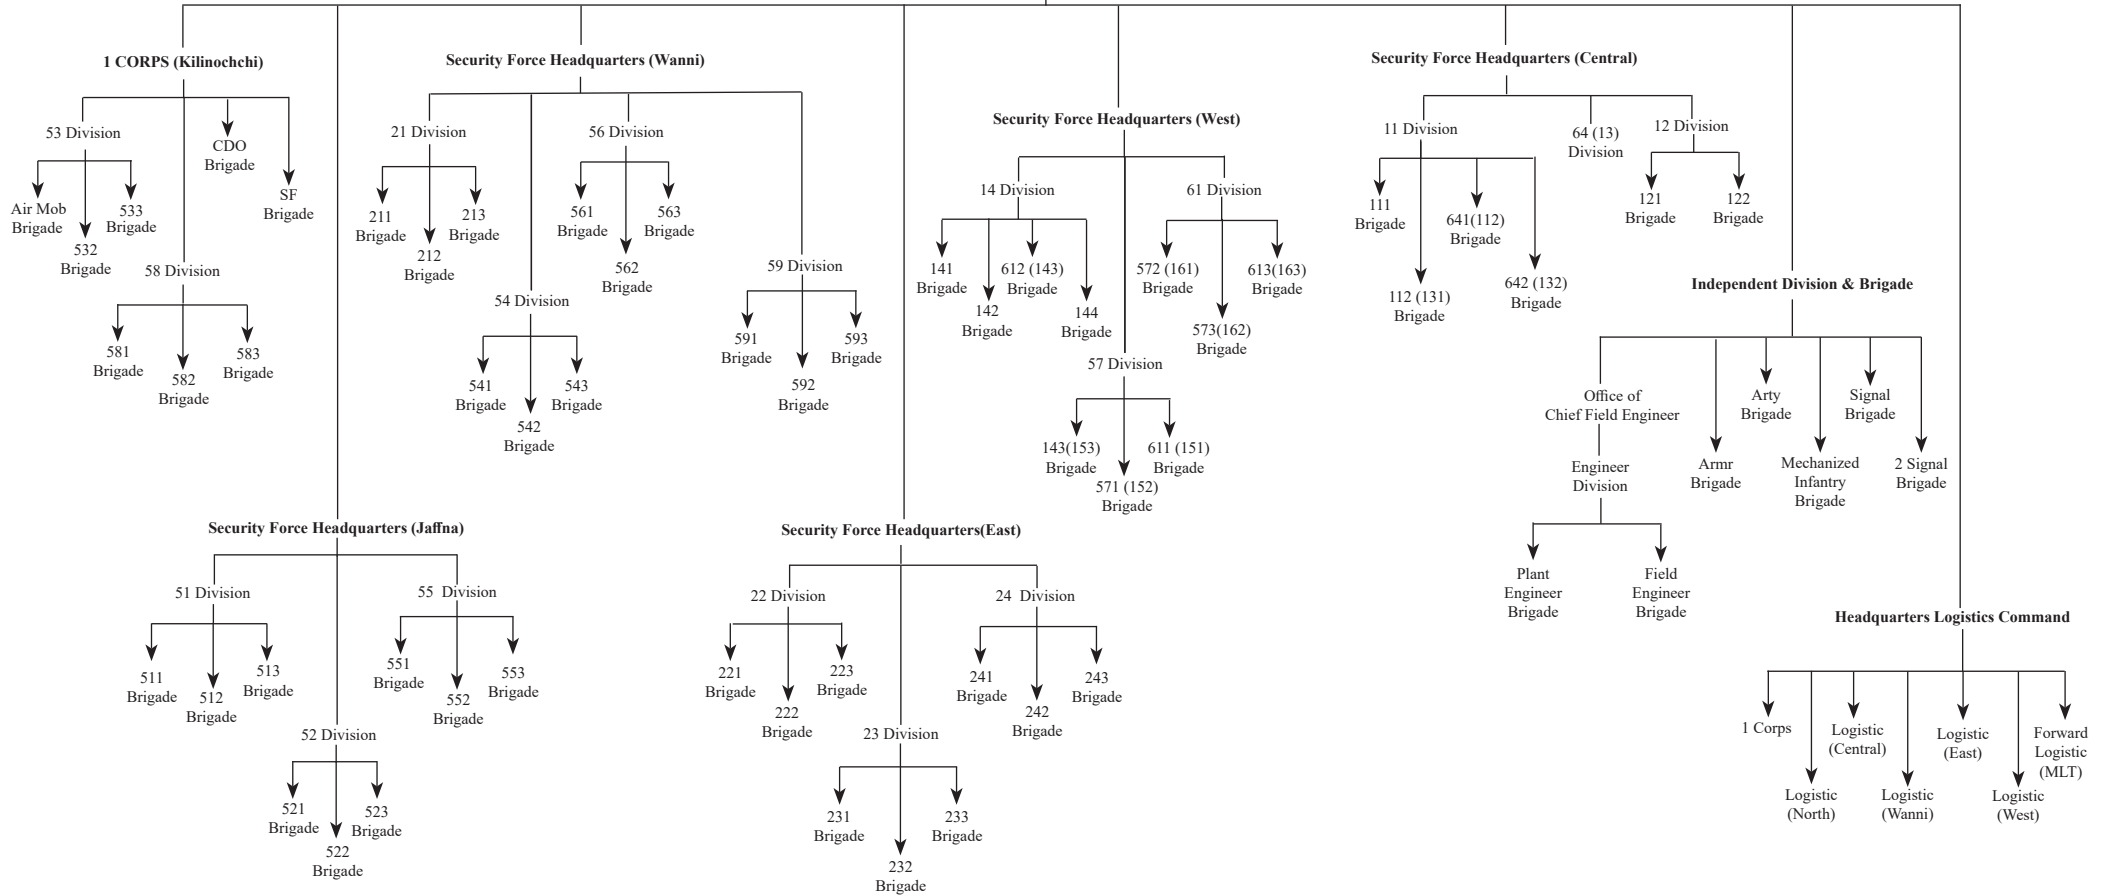 1 CORPS (Kilinochchi)
53 Division
Air Mob
Brigade
532
Brigade
533
Brigade
58 Division
581
Brigade
582
Brigade
583
Brigade
CDO
Brigade
SF
Brigade
Security Force Headquarters (Jaffna)
51 Division
511
Brigade
512
Brigade
513
Brigade
52 Division
521
Brigade
522
Brigade
523
Brigade
55 Division
551
Brigade
552
Brigade
553
Brigade
Security Force Headquarters (Wanni)
21 Division
211
Brigade
212
Brigade
213
Brigade
54 Division
541
Brigade
542
Brigade
543
Brigade
56 Division
561
Brigade
562
Brigade
563
Brigade
59 Division
591
Brigade
592
Brigade
593
Brigade
Security Force Headquarters(East)
22 Division
221
Brigade
222
Brigade
223
Brigade
23 Division
231
Brigade
232
Brigade
233
Brigade
24 Division
241
Brigade
242
Brigade
243
Brigade
Security Force Headquarters (West)
14 Division
141
Brigade
142
Brigade
612 (143)
Brigade
144
Brigade
57 Division
143(153)
Brigade
571 (152)
Brigade
611 (151)
Brigade
61 Division
572 (161)
Brigade
573(162)
Brigade
613(163)
Brigade
Security Force Headquarters (Central)
11 Division
111
Brigade
112 (131)
Brigade
641(112)
Brigade
642 (132)
Brigade
64 (13)
Division
12 Division
121
Brigade
122
Brigade
Independent Division & Brigade
Office of
Chief Field Engineer
Engineer
Division
Plant
Engineer
Brigade
Field
Engineer
Brigade
Armr
Brigade
Arty
Brigade
Mechanized
Infantry
Brigade
Signal
Brigade
2 Signal
Brigade
Headquarters Logistics Command
1 Corps
Logistic
(North)
Logistic
(Central)
Logistic
(Wanni)
Logistic
(East)
Logistic
(West)
Forward
Logistic
(MLT)